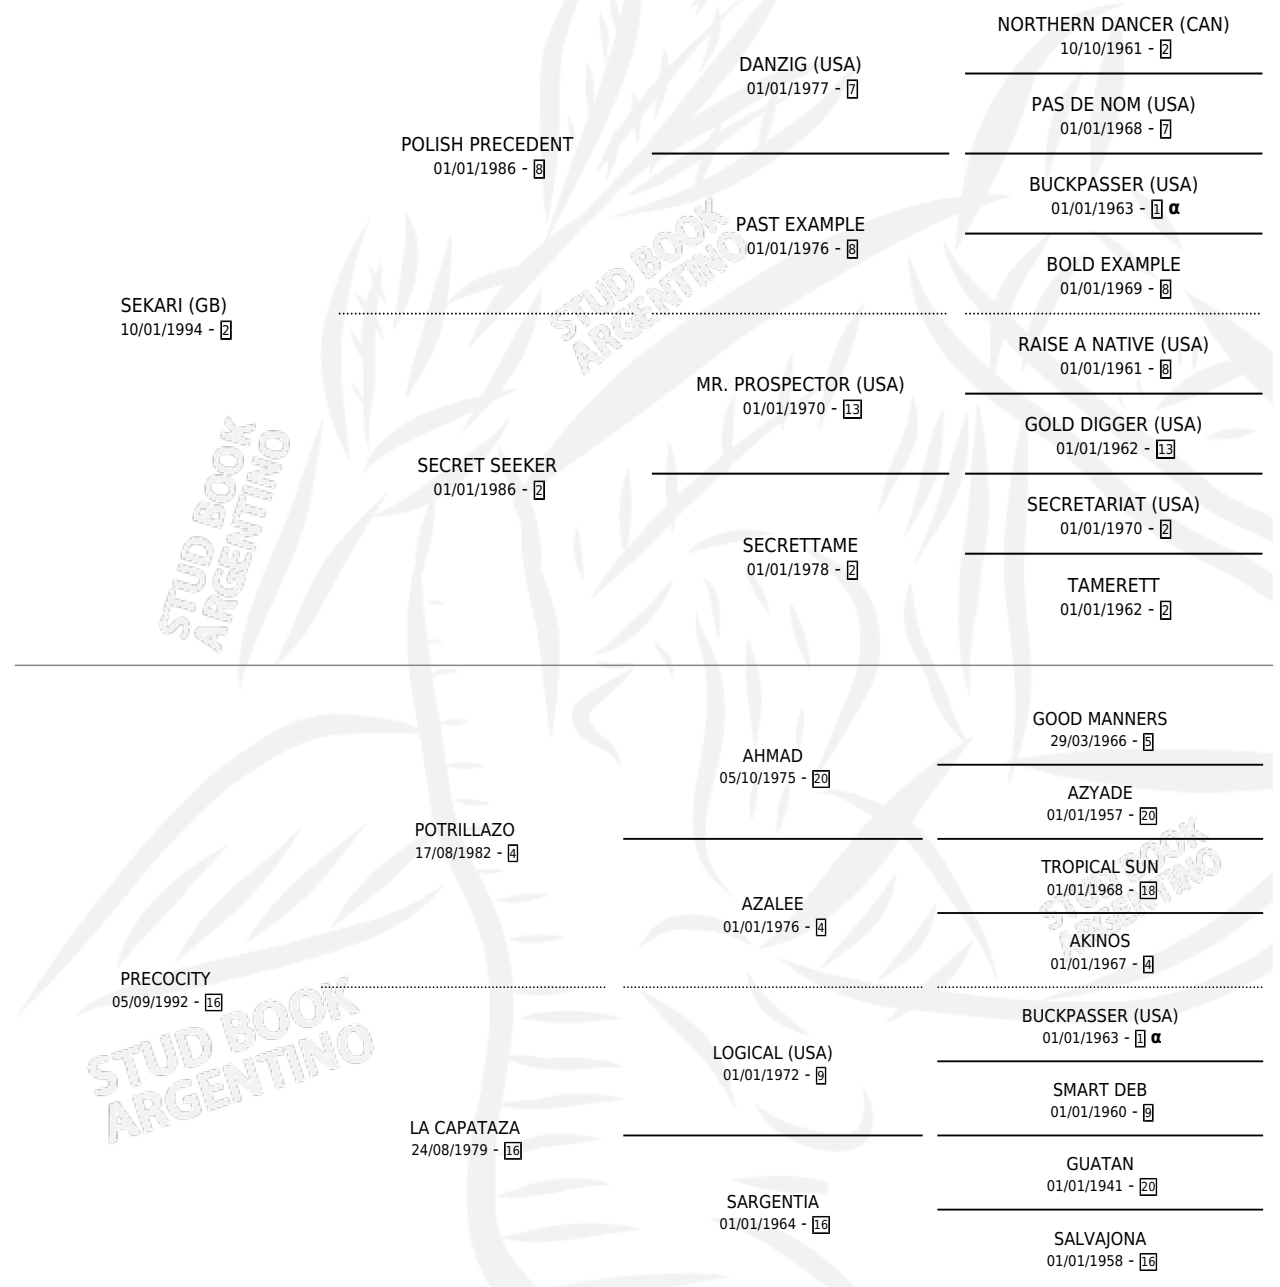 NORTHERN DANCER (CAN)
10/10/1961 - 2
DANZIG (USA)
01/01/1977 - 7
PAS DE NOM (USA)
01/01/1968 - 7
POLISH PRECEDENT
01/01/1986 - 8
BUCKPASSER (USA)
01/01/1963 - 1 α
PAST EXAMPLE
01/01/1976 - 8
BOLD EXAMPLE
01/01/1969 - 8
SEKARI (GB)
10/01/1994 - 2
RAISE A NATIVE (USA)
01/01/1961 - 8
MR. PROSPECTOR (USA)
01/01/1970 - 13
GOLD DIGGER (USA)
01/01/1962 - 13
SECRET SEEKER
01/01/1986 - 2
SECRETARIAT (USA)
01/01/1970 - 2
SECRETTAME
01/01/1978 - 2
TAMERETT
01/01/1962 - 2
GOOD MANNERS
29/03/1966 - 5
AHMAD
05/10/1975 - 20
AZYADE
01/01/1957 - 20
POTRILLAZO
17/08/1982 - 4
TROPICAL SUN
01/01/1968 - 18
AZALEE
01/01/1976 - 4
AKINOS
01/01/1967 - 4
PRECOCITY
05/09/1992 - 16
BUCKPASSER (USA)
01/01/1963 - 1 α
LOGICAL (USA)
01/01/1972 - 9
SMART DEB
01/01/1960 - 9
LA CAPATAZA
24/08/1979 - 16
GUATAN
01/01/1941 - 20
SARGENTIA
01/01/1964 - 16
SALVAJONA
01/01/1958 - 16
STUD BOOK
ARGENTINO
STUD BOOK
ARGENTINO
STUD BOOK
ARGENTINO
STUD BOOK
ARGENTINO